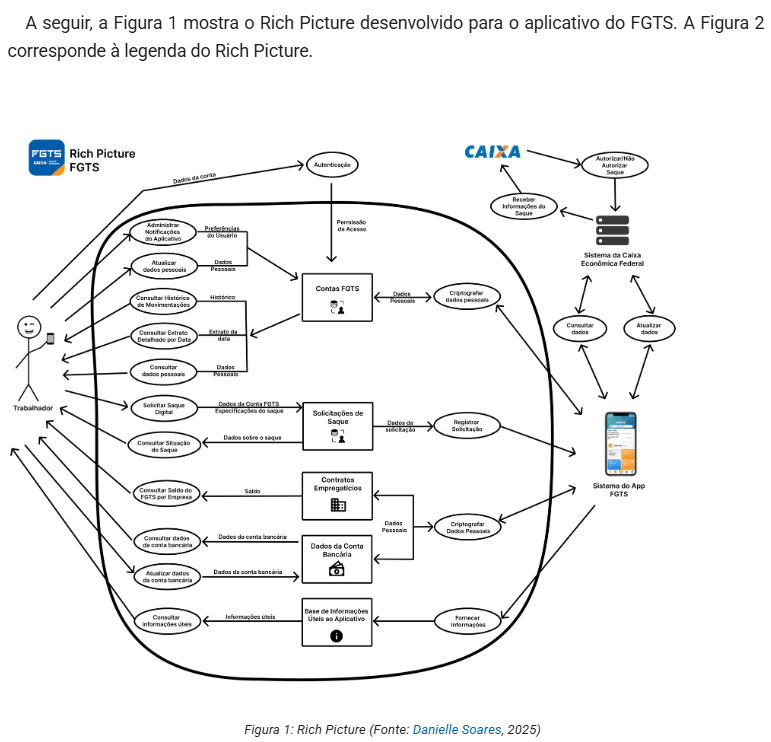 A seguir, a Figura 1 mostra o Rich Picture desenvolvido para o aplicativo do FGTS. A Figura 2
corresponde à legenda do Rich Picture.
FGTS
CAIXA
Rich Picture
FGTS
Dados da conta
Autenticação
CAIXA
Autorizar/Não
Autorizar
Saque
Receber
Informações do
Saque
Sistema da Caixa
Econômica Federal
Permissão
de Acesso
Administrar
Notificações
do Aplicativo
Preferências
do Usuário
Atualizar
dados pessoais
Dados
Pessoais
Contas FGTS
Dados
Pessoais
Criptografar
dados pessoais
Consultar Histórico
de Movimentações
Histórico
Consultar Extrato
Detalhado por Data
Extrato da
data
Consultar
dados pessoais
Dados
Pessoais
Consultar
dados
Atualizar
dados
Trabalhador
Solicitar Saque
Digital
Dados da Conta FGTS
Especificações do saque
Solicitações de
Saque
Dados da
solicitação
Registrar
Solicitação
Consultar Situação
do Saque
Dados sobre o saque
Sistema do App
FGTS
Consultar Saldo do
FGTS por Empresa
Saldo
Contratos
Empregatícios
Dados
Pessoais
Criptografar
Dados Pessoais
Consultar dados
da conta bancária
Dados da conta bancária
Dados da Conta
Bancária
Atualizar dados
da conta bancária
Dados da conta bancária
Consultar
informações úteis
Informações úteis
Base de Informações
Úteis ao Aplicativo
Fornecer
Informações
Figura 1: Rich Picture (Fonte: Danielle Soares, 2025)